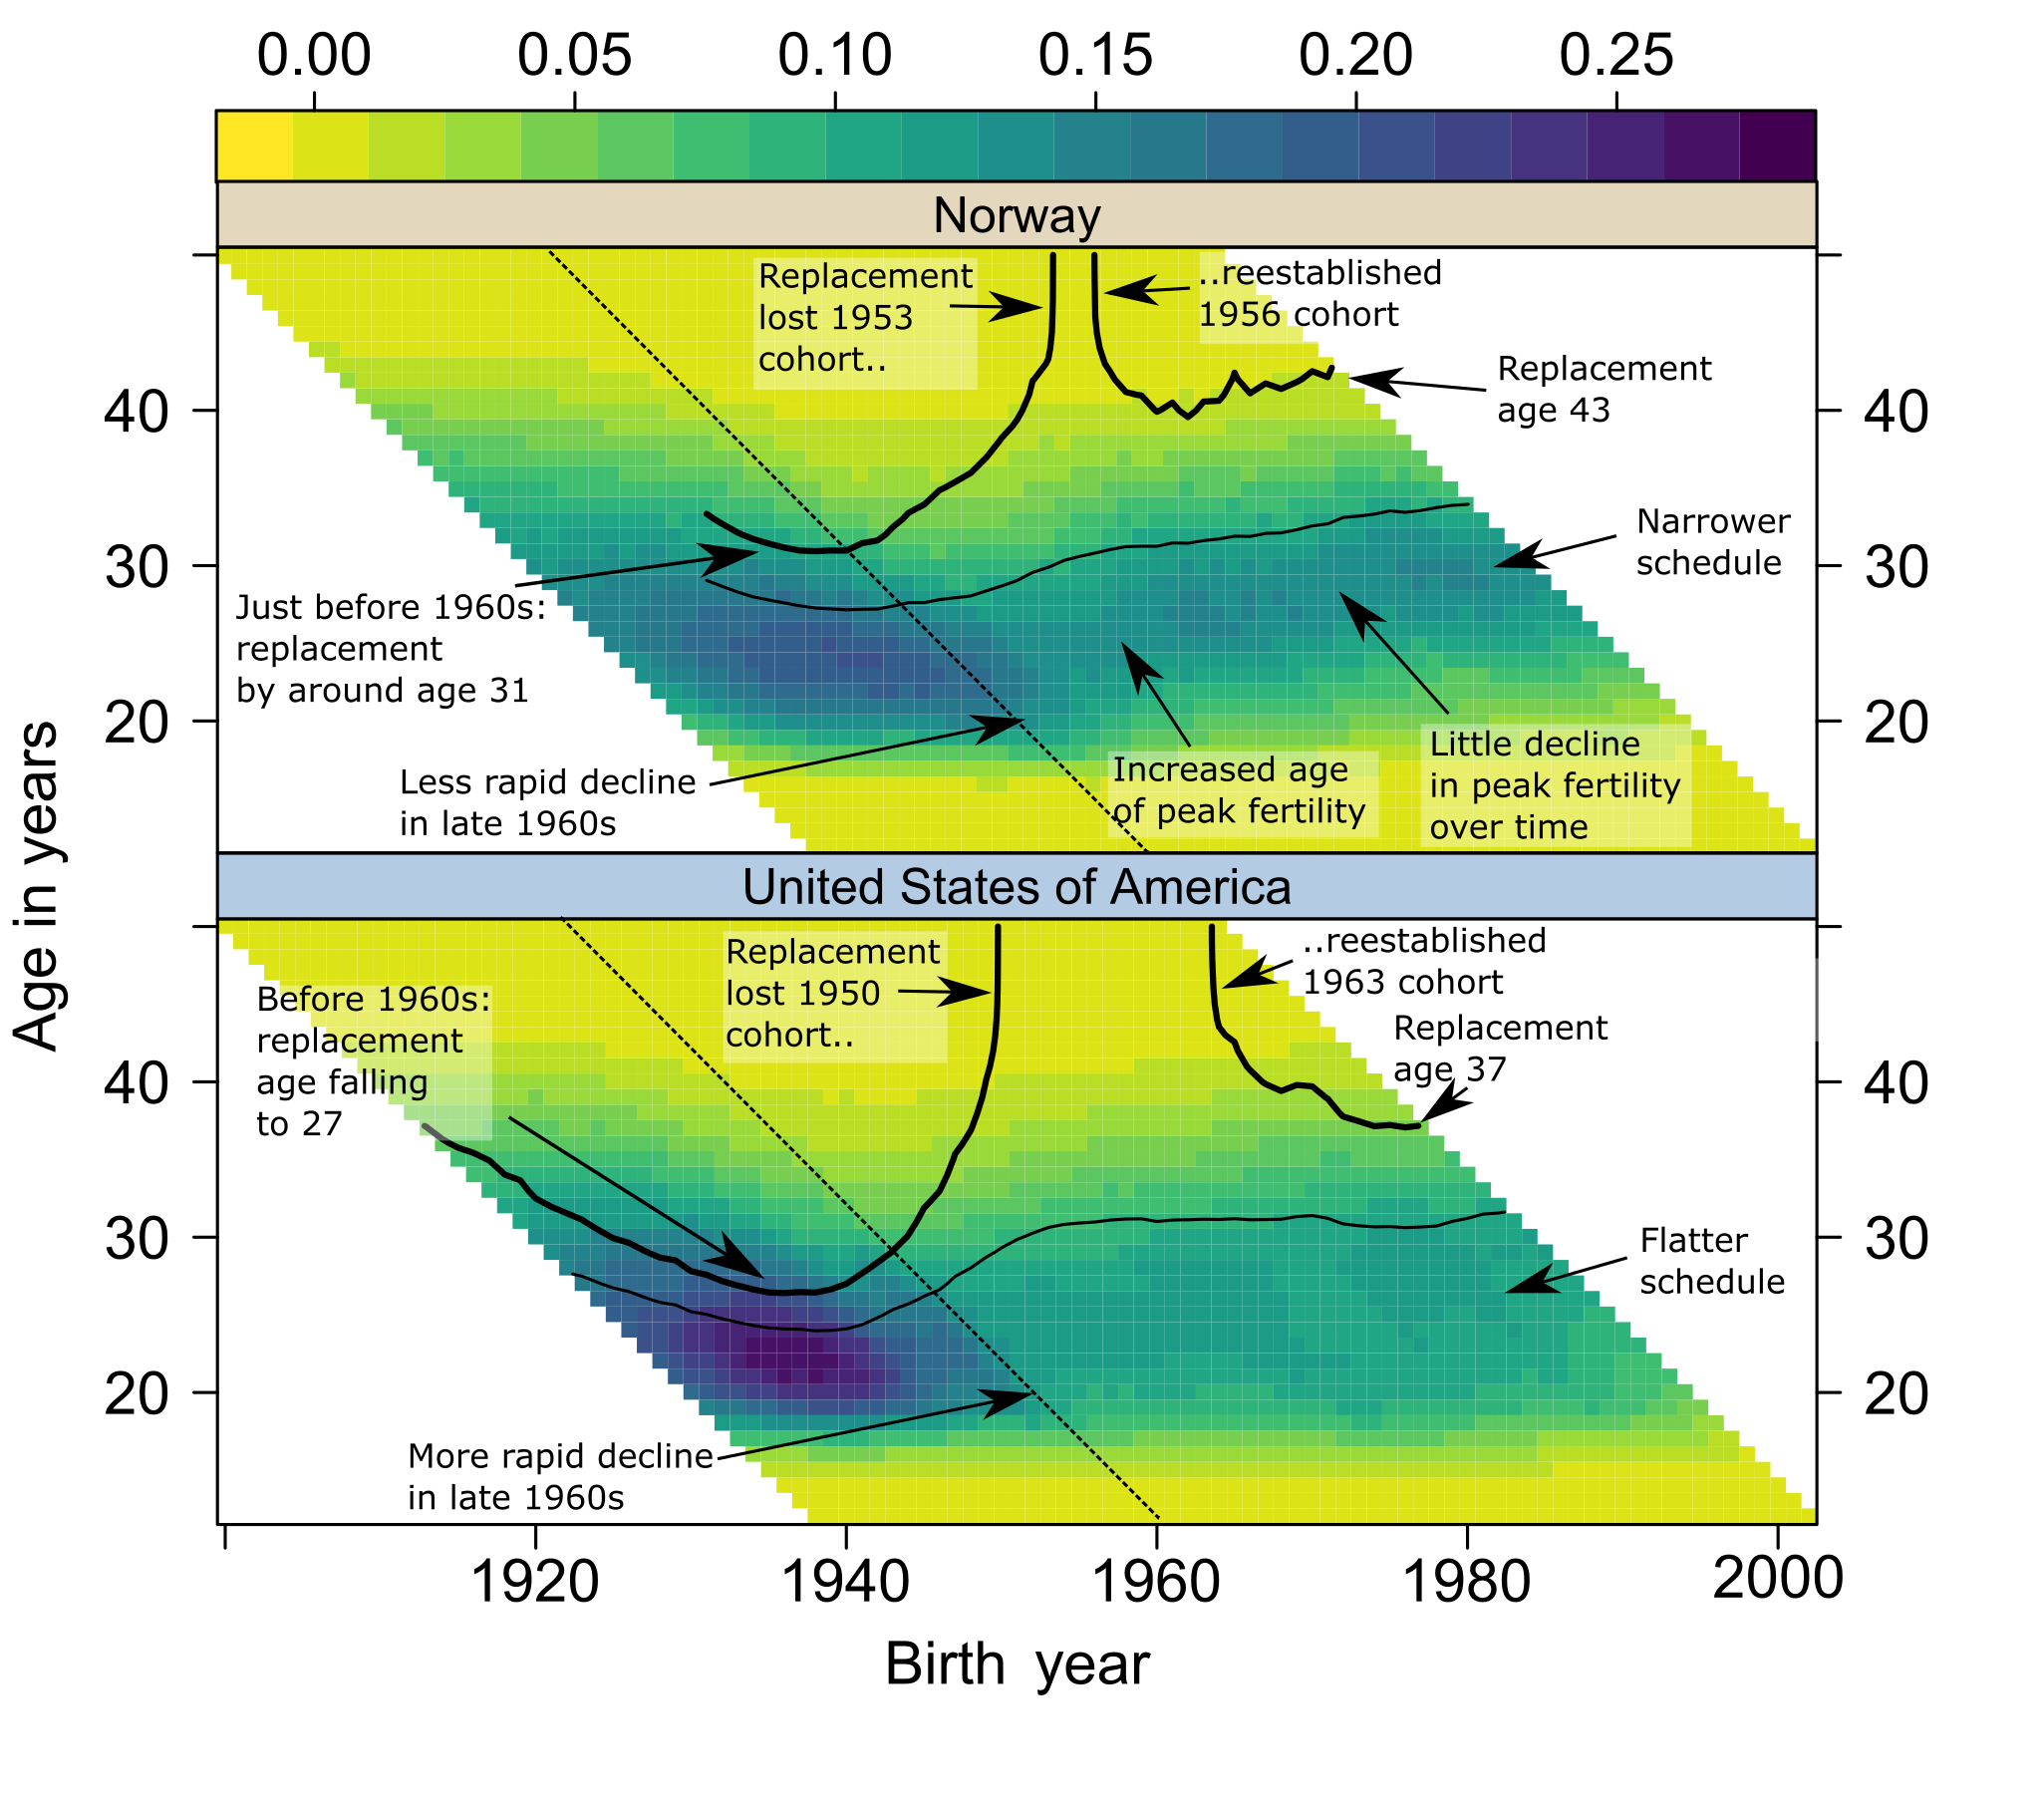 0.00 0.05 0.10 0.15 0.20 0.25
Norway
Replacement
lost 1953
cohort..
..reestablished
1956 cohort
Replacement
age 43
Narrower
schedule
Just before 1960s:
replacement
by around age 31
Less rapid decline
in late 1960s
Increased age
of peak fertility
Little decline
in peak fertility
over time
40
30
20
40
30
20
Age in years
United States of America
Before 1960s:
replacement
age falling
to 27
Replacement
lost 1950
cohort..
..reestablished
1963 cohort
Replacement
age 37
Flatter
schedule
More rapid decline
in late 1960s
40
30
20
40
30
20
1920 1940 1960 1980 2000
Birth year